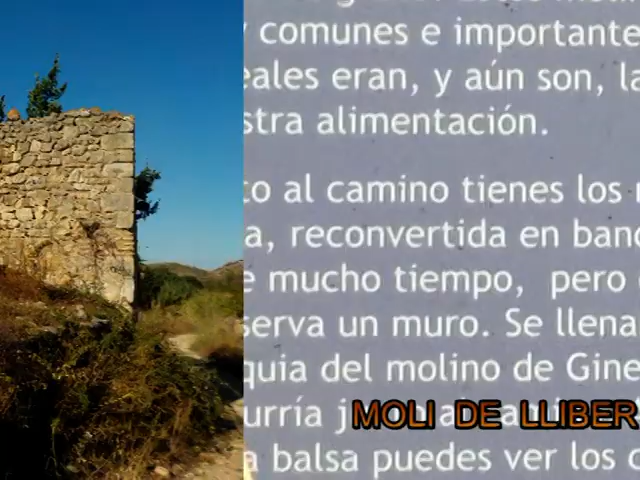 comunes e importante
eales eran, y aún son, la
stra alimentación.
to al camino tienes los
a, reconvertida en banc
e mucho tiempo, pero
serva un muro. Se llena
quia del molino de Gine
urría
MOLI DE LLIBER
a balsa puedes ver los